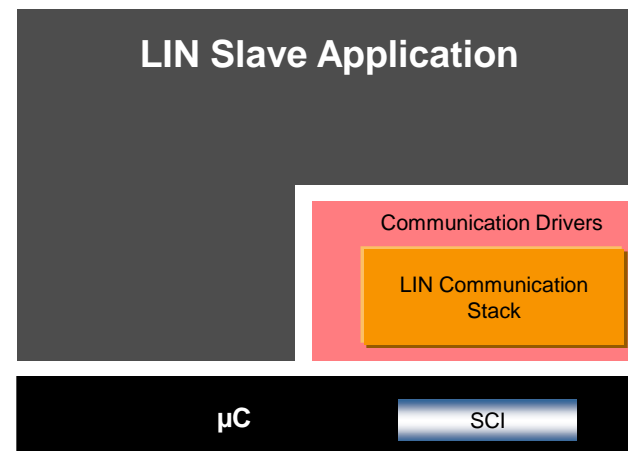 LIN Slave Application
Communication Drivers
LIN Communication
Stack
µC
SCI